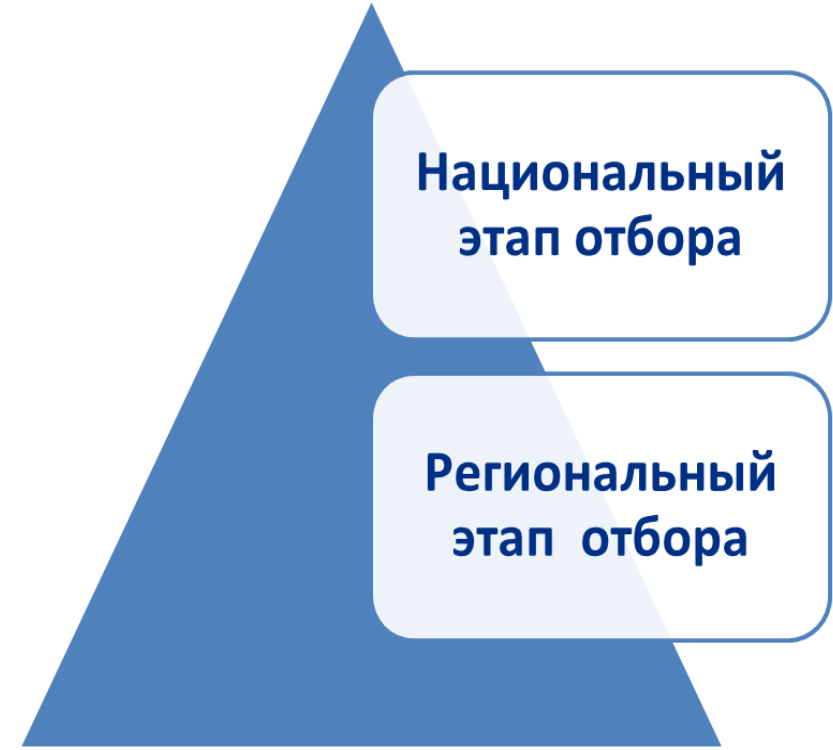 Национальный
этап отбора
Региональный
этап отбора